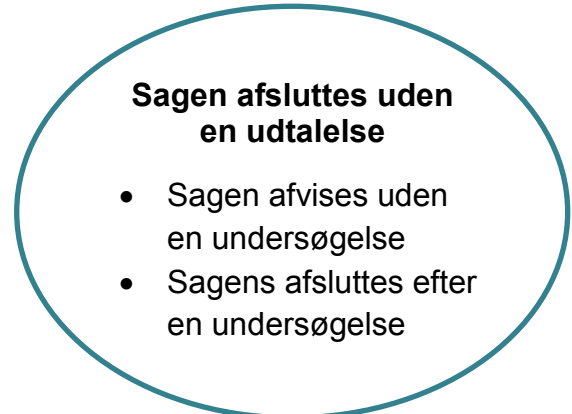 Sagen afsluttes uden
en udtalelse
• Sagen afvises uden
en undersøgelse
• Sagens afsluttes efter
en undersøgelse